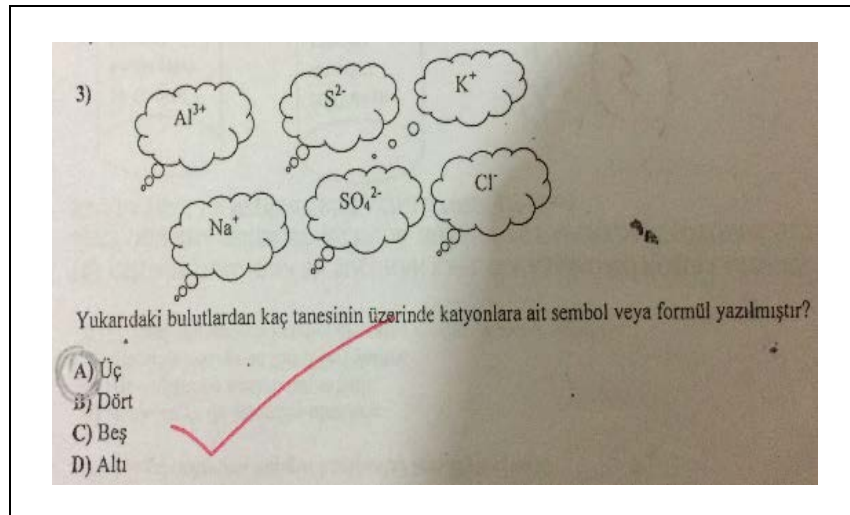 3)
Al³⁺
S²⁻
K⁺
Na⁺
SO₄²⁻
Cl⁻
Yukarıdaki bulutlardan kaç tanesinin üzerinde katyonlara ait sembol veya formül yazılmıştır?
A) Üç
B) Dört
C) Beş
D) Altı